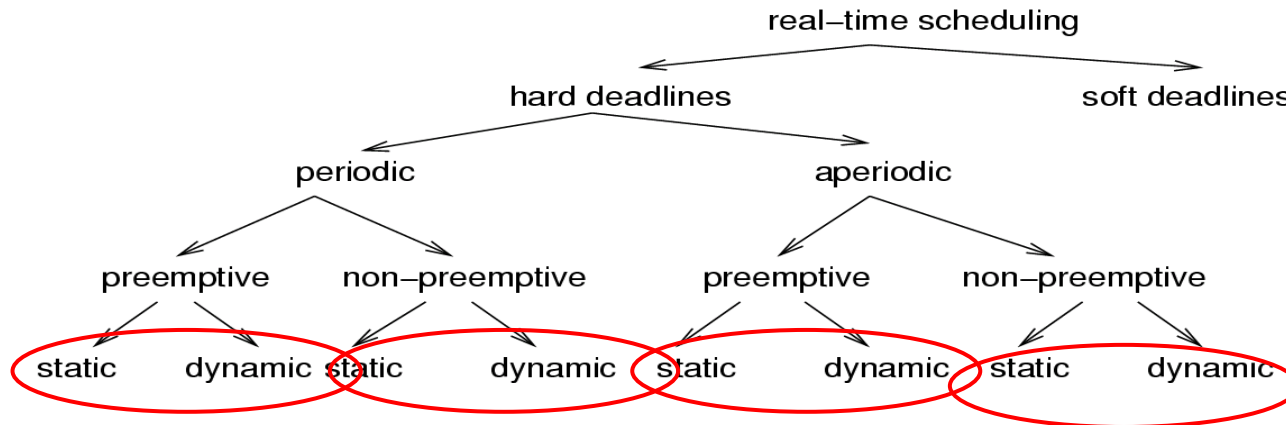 real–time scheduling
hard deadlines soft deadlines
periodic aperiodic
preemptive non–preemptive preemptive non–preemptive
static dynamic static dynamic static dynamic static dynamic